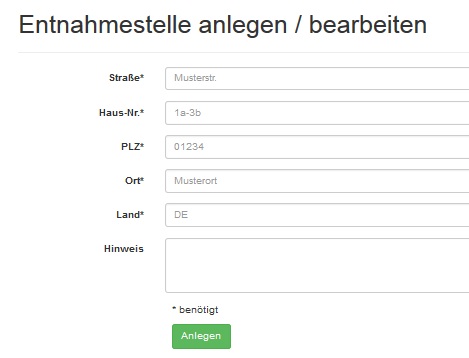 Entnahmestelle anlegen / bearbeiten
Straße* Musterstr.
Haus-Nr.* 1a-3b
PLZ* 01234
Ort* Musterort
Land* DE
Hinweis
* benötigt
Anlegen